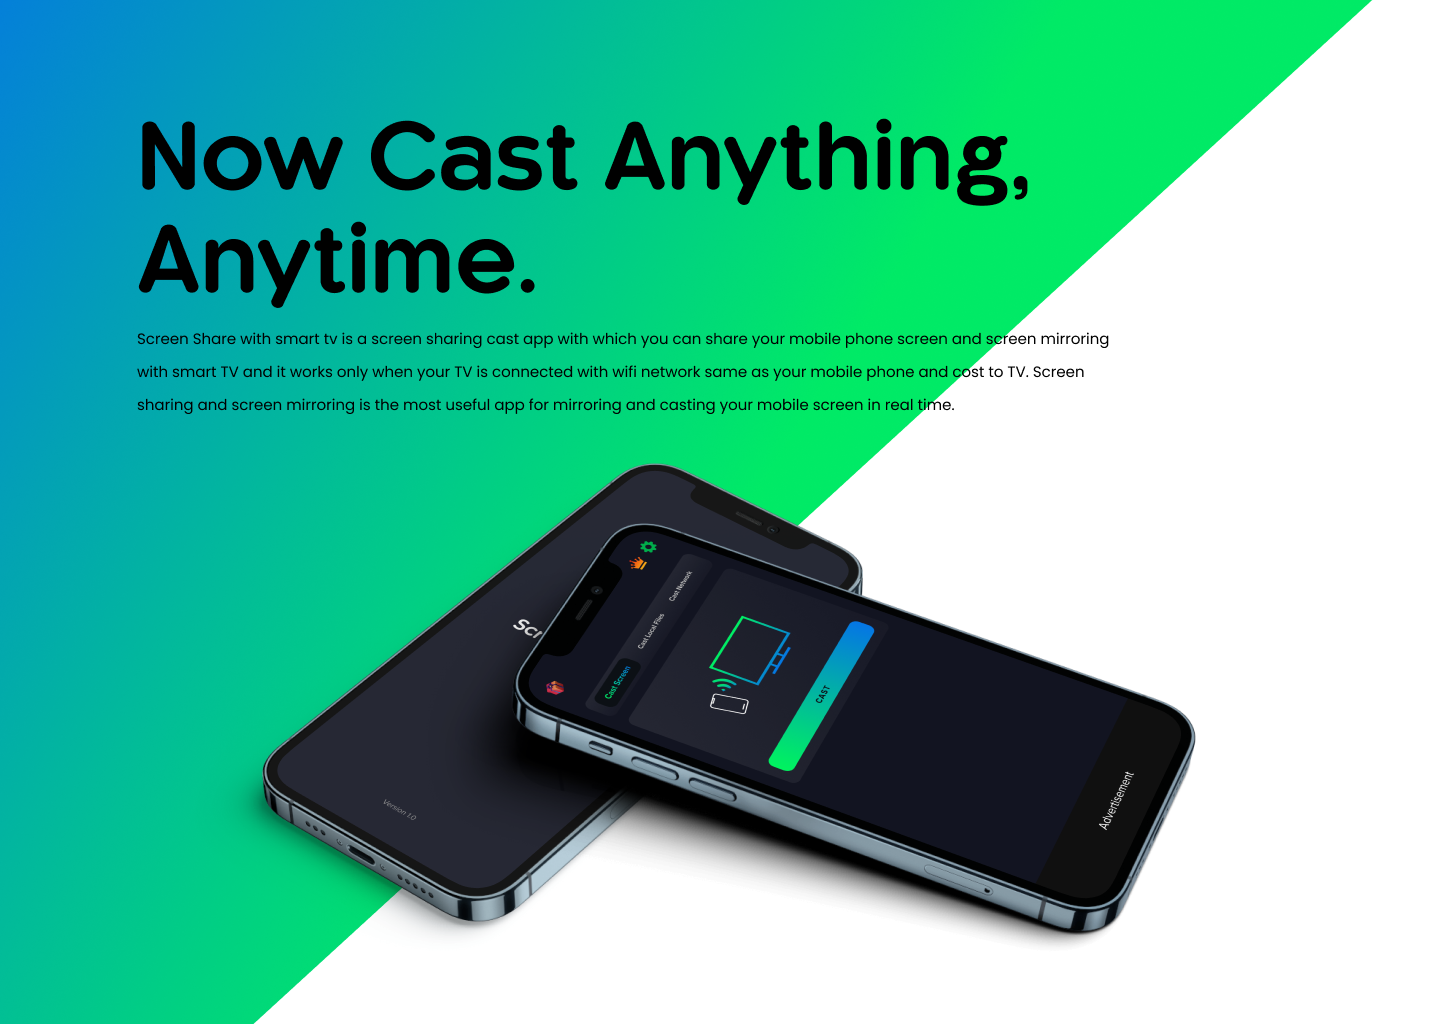 Now Cast Anything,
Anytime.
Screen Share with smart tv is a screen sharing cast app with which you can share your mobile phone screen and screen mirroring
with smart TV and it works only when your TV is connected with wifi network same as your mobile phone and cost to TV. Screen
sharing and screen mirroring is the most useful app for mirroring and casting your mobile screen in real time.
Cast Screen
Cast Local Files
Cast Network
CAST
Advertisement
Version 1.0